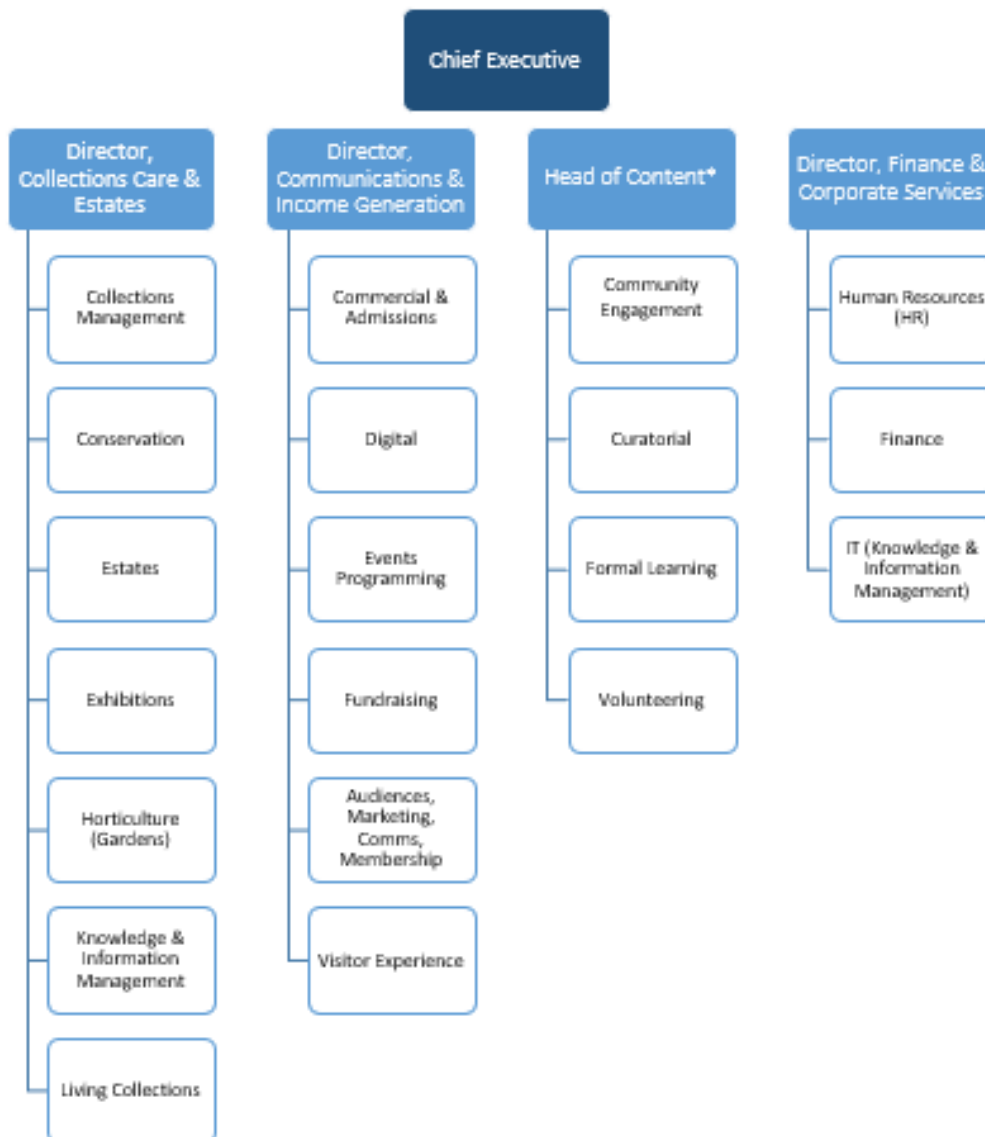 Chief Executive
Director,
Collections Care &
Estates
Collections
Management
Conservation
Estates
Exhibitions
Horticulture
(Gardens)
Knowledge &
Information
Management
Living Collections
Director,
Communications &
Income Generation
Commercial &
Admissions
Digital
Events
Programming
Fundraising
Audiences,
Marketing,
Comms,
Membership
Visitor Experience
Head of Content*
Community
Engagement
Curatorial
Formal Learning
Volunteering
Director, Finance &
Corporate Services
Human Resources
(HR)
Finance
IT (Knowledge &
Information
Management)